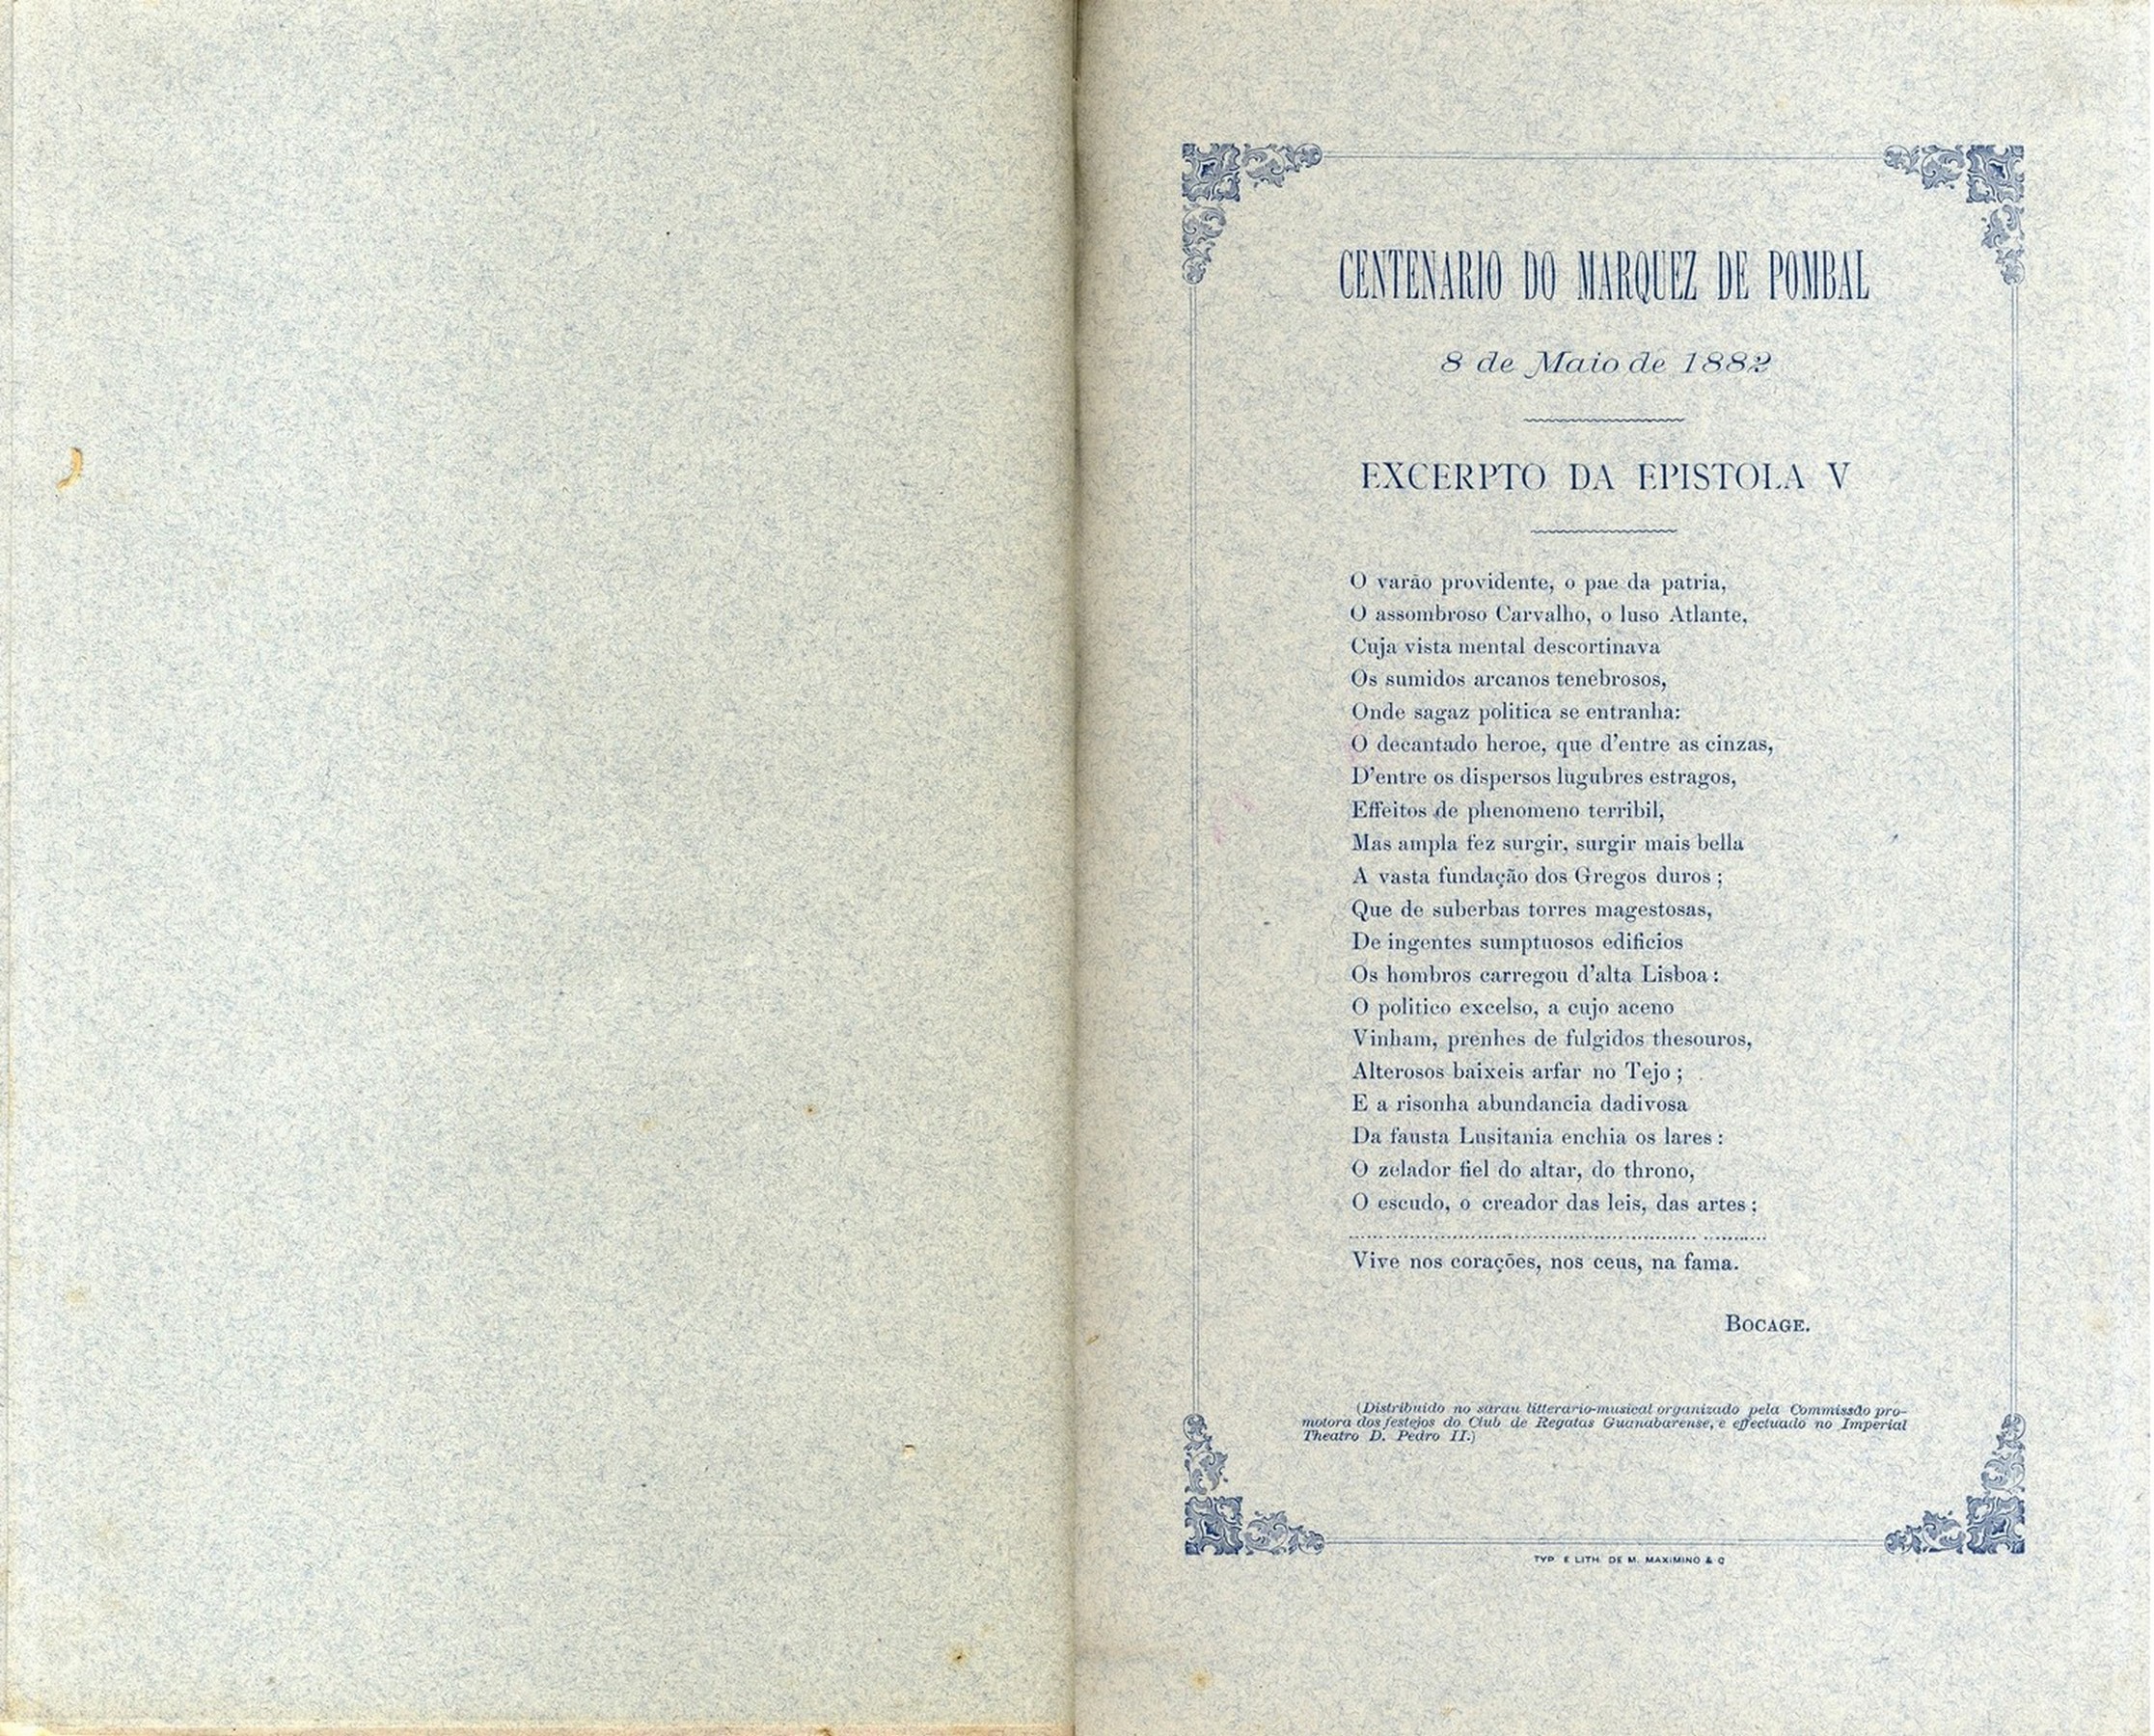 CENTENARIO DO MARQUEZ DE POMBAL
8 de Maio de 1882
EXCERPTO DA EPISTOLA V
O varão providente, o pae da patria,
O assombroso Carvalho, o luso Atlante,
Cuja vista mental descortinava
Os sumidos arcanos tenebrosos,
Onde sagaz politica se entranha:
O decantado heroe, que d'entre as cinzas,
D'entre os dispersos lugubres estragos,
Effeitos de phenomeno terribil,
Mas ampla fez surgir, surgir mais bella
A vasta fundação dos Gregos duros ;
Que de suberbas torres magestosas,
De ingentes sumptuosos edificios
Os hombros carregou d'alta Lisboa :
O politico excelso, a cujo aceno
Vinham, prenhes de fulgidos thesouros,
Alterosos baixeis arfar no Tejo ;
E a risonha abundancia dadivosa
Da fausta Lusitania enchia os lares :
O zelador fiel do altar, do throno,
O escudo, o creador das leis, das artes ;
Vive nos corações, nos ceus, na fama.
BOCAGE.
(Distribuido no sarau litterario-musical organizado pela Commissão pro-
motora dos festejos do Club de Regatas Guanabarense, e effectuado no Imperial
Theatro D. Pedro II.)
TYP. E LITH. DE M. MAXIMINO & C